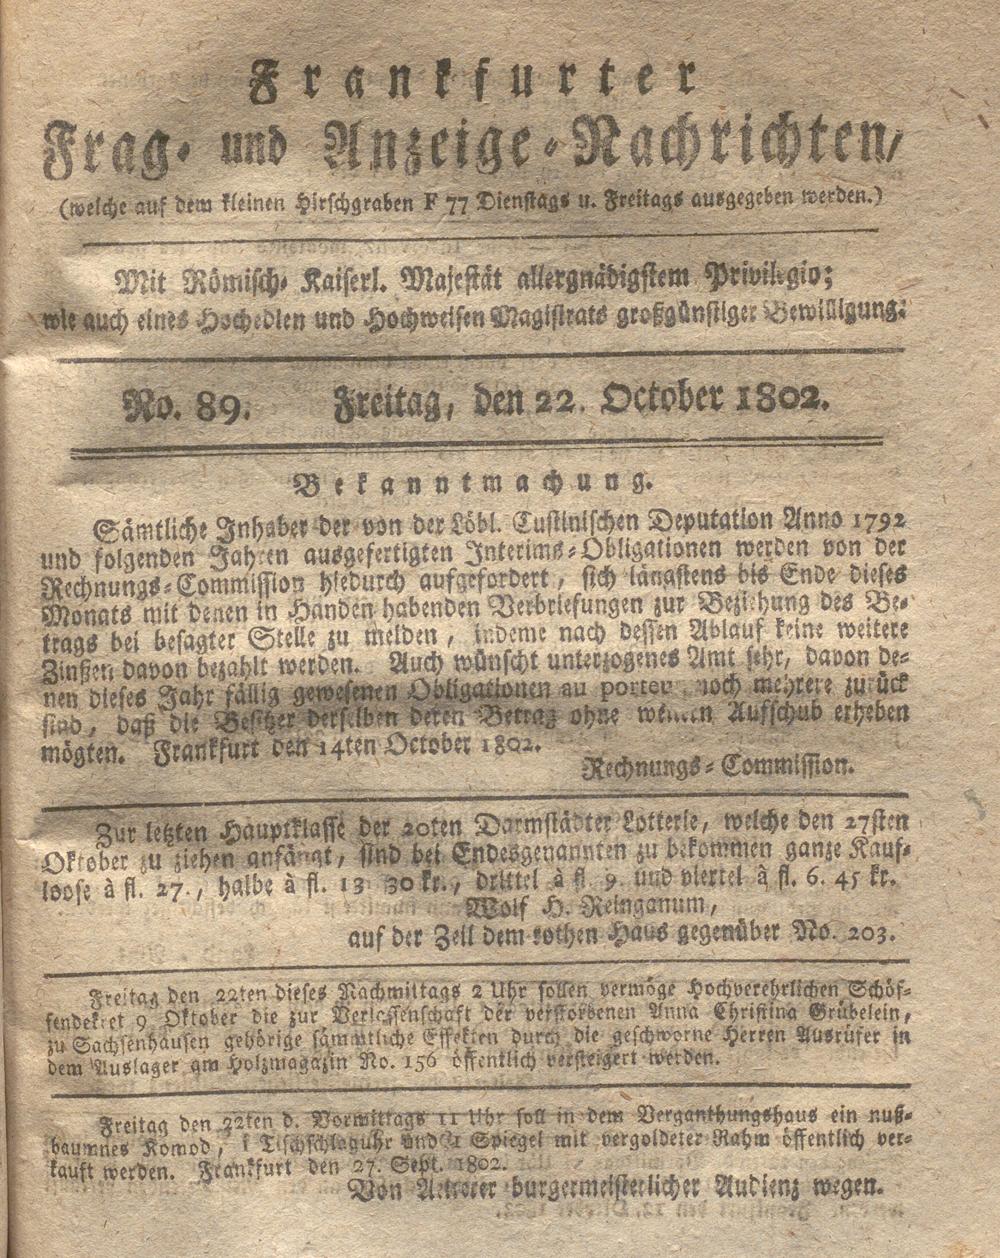 Frankfurter
Frag- und Anzeige-Nachrichten,
(welche auf dem kleinen Hirschgraben F 77 Dienstags u. Freitags ausgegeben werden.)
Mit Römisch- Kaiserl. Majestät allergnädigstem Privilegio;
wie auch eines Hochedlen und Hochweisen Magistrats großgünstiger Bewilligung.
No. 89. Freitag, den 22. October 1802.
Bekanntmachung.
Sämtliche Inhaber der von der Löbl. Custinischen Deputation Anno 1792
und folgenden Jahren ausgefertigten Interims-Obligationen werden von der
Rechnungs-Commission hiedurch aufgefordert, sich längstens bis Ende dieses
Monats mit denen in Handen habenden Verbriefungen zur Beziehung des Be-
trags bei besagter Stelle zu melden, indeme nach dessen Ablauf keine weitere
Zinßen davon bezahlt werden. Auch wünscht unterzogenes Amt sehr, davon de-
nen dieses Jahr fällig gewesenen Obligationen au porteu noch mehrere zurück
sind, daß die Besitzer derselben deren Betrag ohne Aufschub erheben
mögten. Frankfurt den 14ten October 1802.
Rechnungs-Commission.
Zur letzten Hauptklasse der 20ten Darmstädter Lotterie, welche den 27sten
Oktober zu ziehen anfängt, sind bei Endesgenannten zu bekommen ganze Kauf-
loose à fl. 27., halbe à fl. 13 30 kr., drittel à fl. 9. und viertel à fl. 6. 45 kr.
Wolf H. Reinganum,
auf der Zeil dem rothen Haus gegenüber No. 203.
Freitag den 22ten dieses Nachmittags 2 Uhr sollen vermöge Hochverehrlichen Schöf-
fendekret 9 Oktober die zur Verlassenschaft der verstorbenen Anna Christina Grübelein,
zu Sachsenhausen gehörige sämmtliche Effekten durch die geschworne Herren Ausrüfer in
dem Auslager am Holzmagazin No. 156 öffentlich versteigert werden.
Freitag den 22ten d. Vormittags 11 Uhr soll in dem Verganthungshaus ein nuß-
baumnes Komod, 1 Tischschlaguhr und 1 Spiegel mit vergoldeter Rahm öffentlich ver-
kauft werden. Frankfurt den 27. Sept. 1802.
Von burgermeisterlicher Audienz wegen.